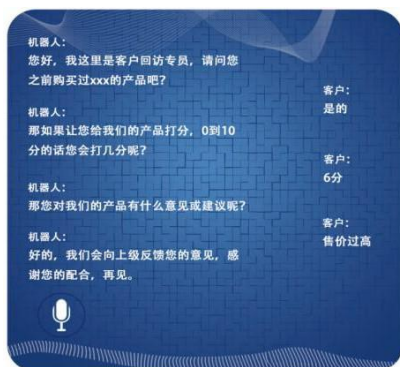 机器人：
您好，我这里是客户回访专员，请问您
之前购买过xxx的产品吧？
客户：
是的
机器人：
那如果让您给我们的产品打分，0到10
分的话您会打几分呢？
客户：
6分
机器人：
那您对我们的产品有什么意见或建议呢？
客户：
售价过高
机器人：
好的，我们会向上级反馈您的意见，感
谢您的配合，再见。